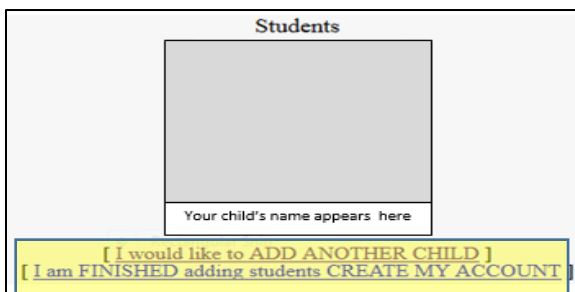 Students
Your child's name appears here
[ I would like to ADD ANOTHER CHILD ]
[ I am FINISHED adding students CREATE MY ACCOUNT ]